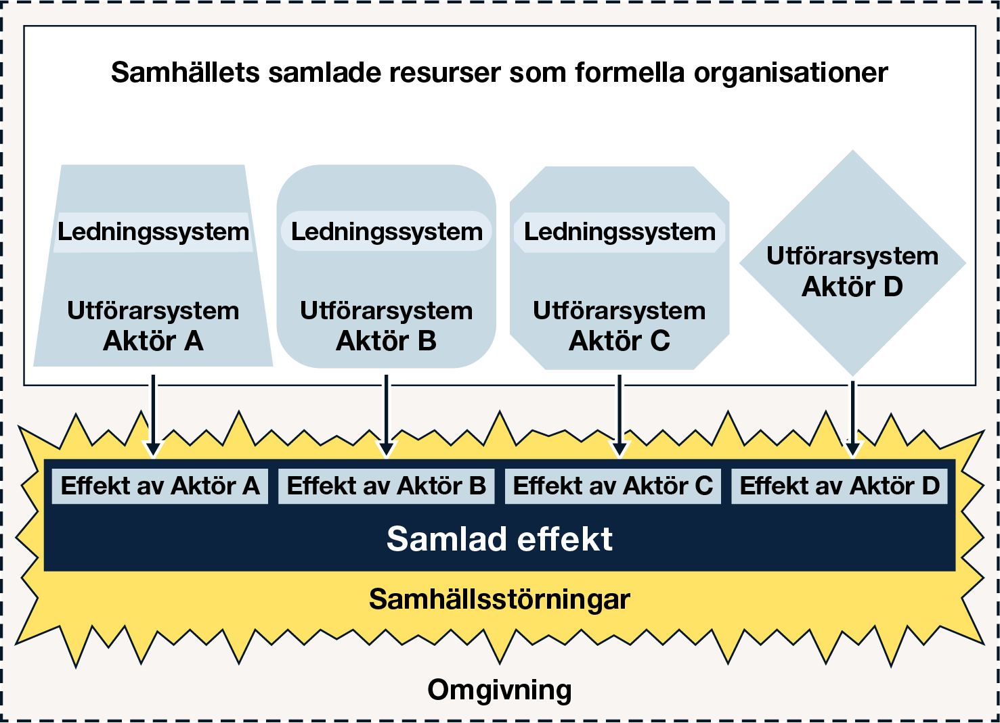 Samhällets samlade resurser som formella organisationer
Ledningssystem
Utförarsystem
Aktör A
Ledningssystem
Utförarsystem
Aktör B
Ledningssystem
Utförarsystem
Aktör C
Utförarsystem
Aktör D
Effekt av Aktör A
Effekt av Aktör B
Effekt av Aktör C
Effekt av Aktör D
Samlad effekt
Samhällsstörningar
Omgivning